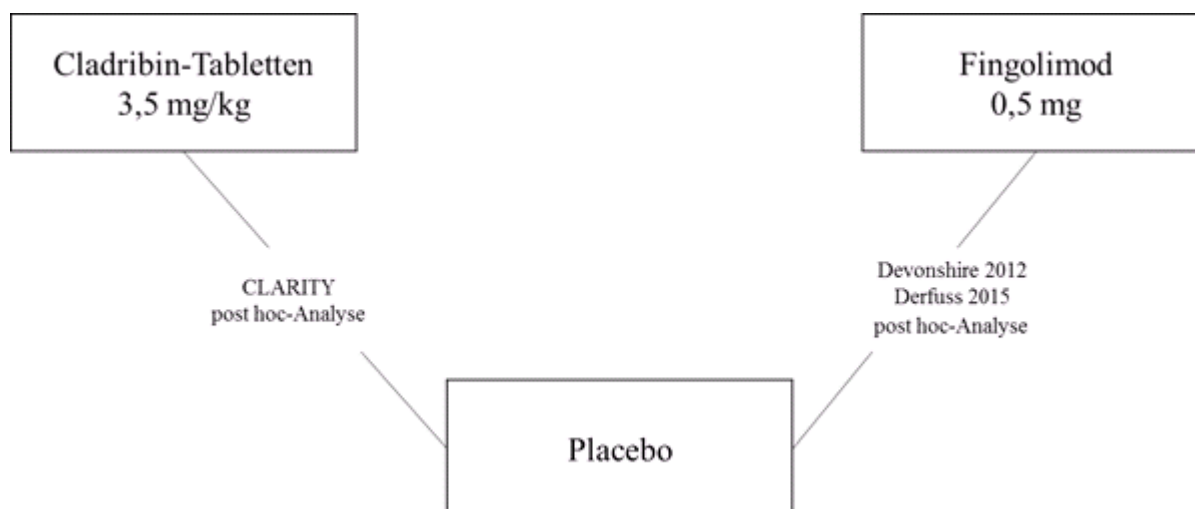 Cladribin-Tabletten
3,5 mg/kg
Fingolimod
0,5 mg
CLARITY
post hoc-Analyse
Devonshire 2012
Derfuss 2015
post hoc-Analyse
Placebo